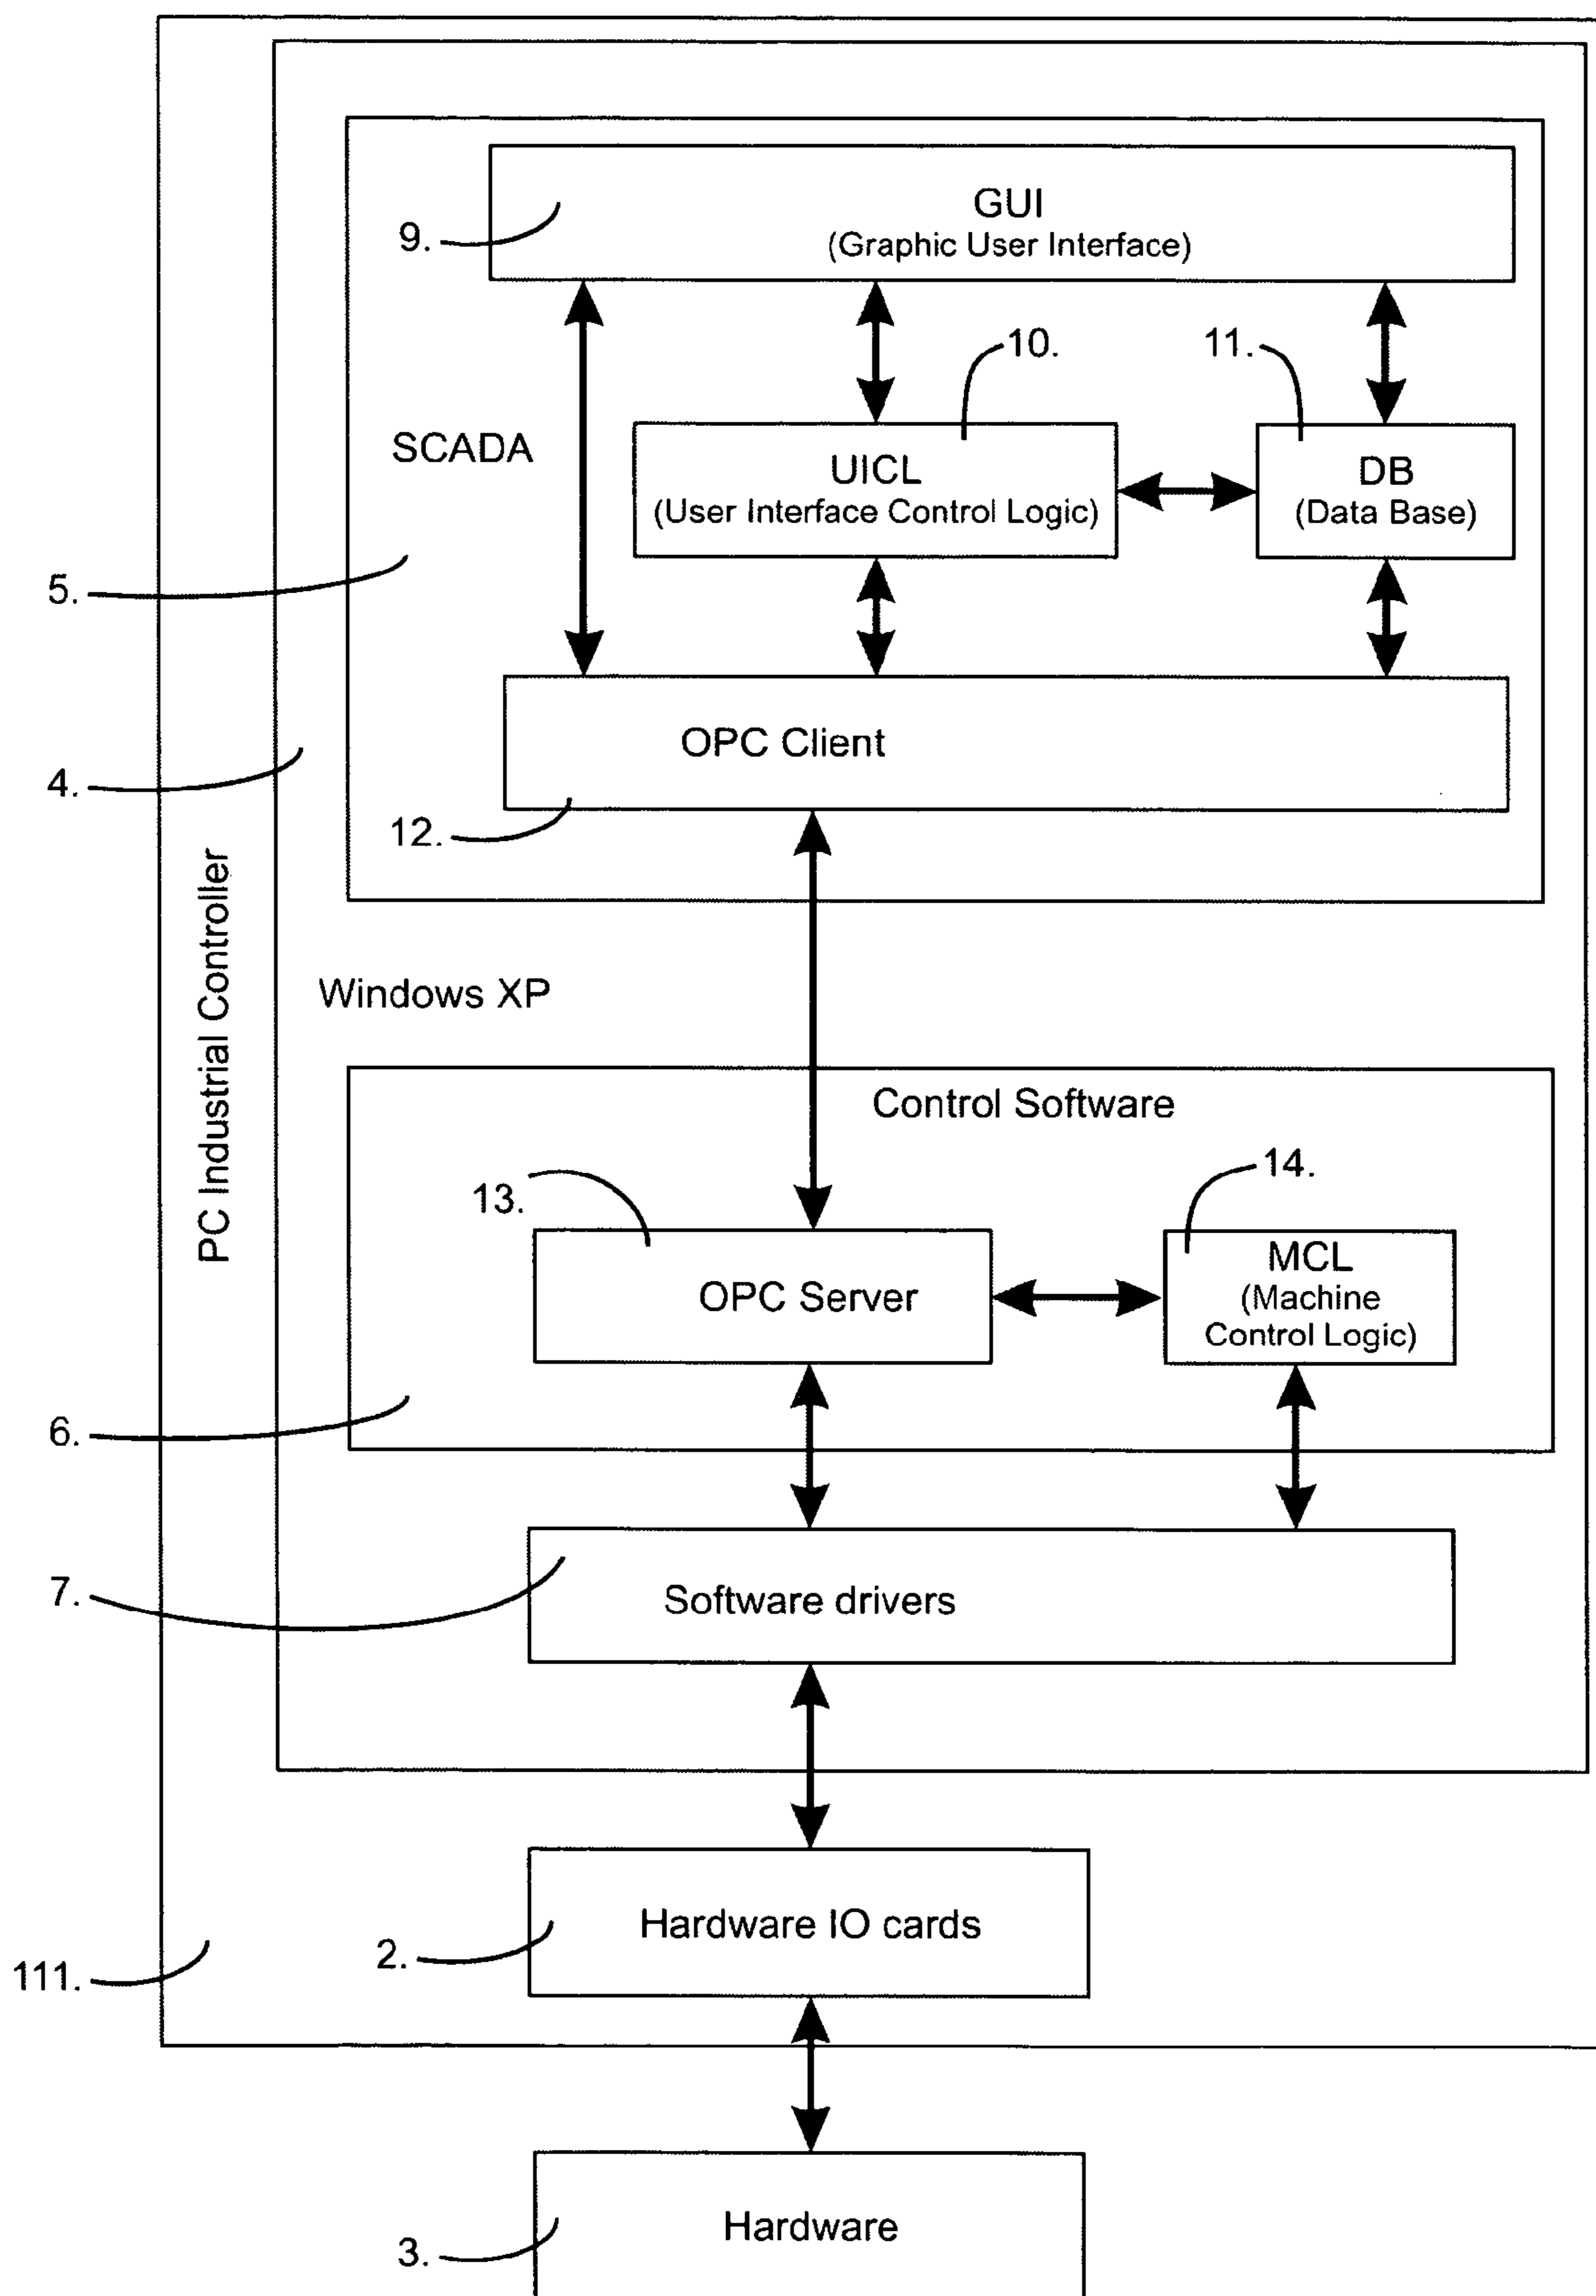 GUI
(Graphic User Interface)
9.
10.
11.
SCADA
UICL
(User Interface Control Logic)
DB
(Data Base)
5.
OPC Client
4.
12.
PC Industrial Controller
Windows XP
Control Software
13.
14.
OPC Server
MCL
(Machine
Control Logic)
6.
7.
Software drivers
Hardware IO cards
2.
111.
Hardware
3.